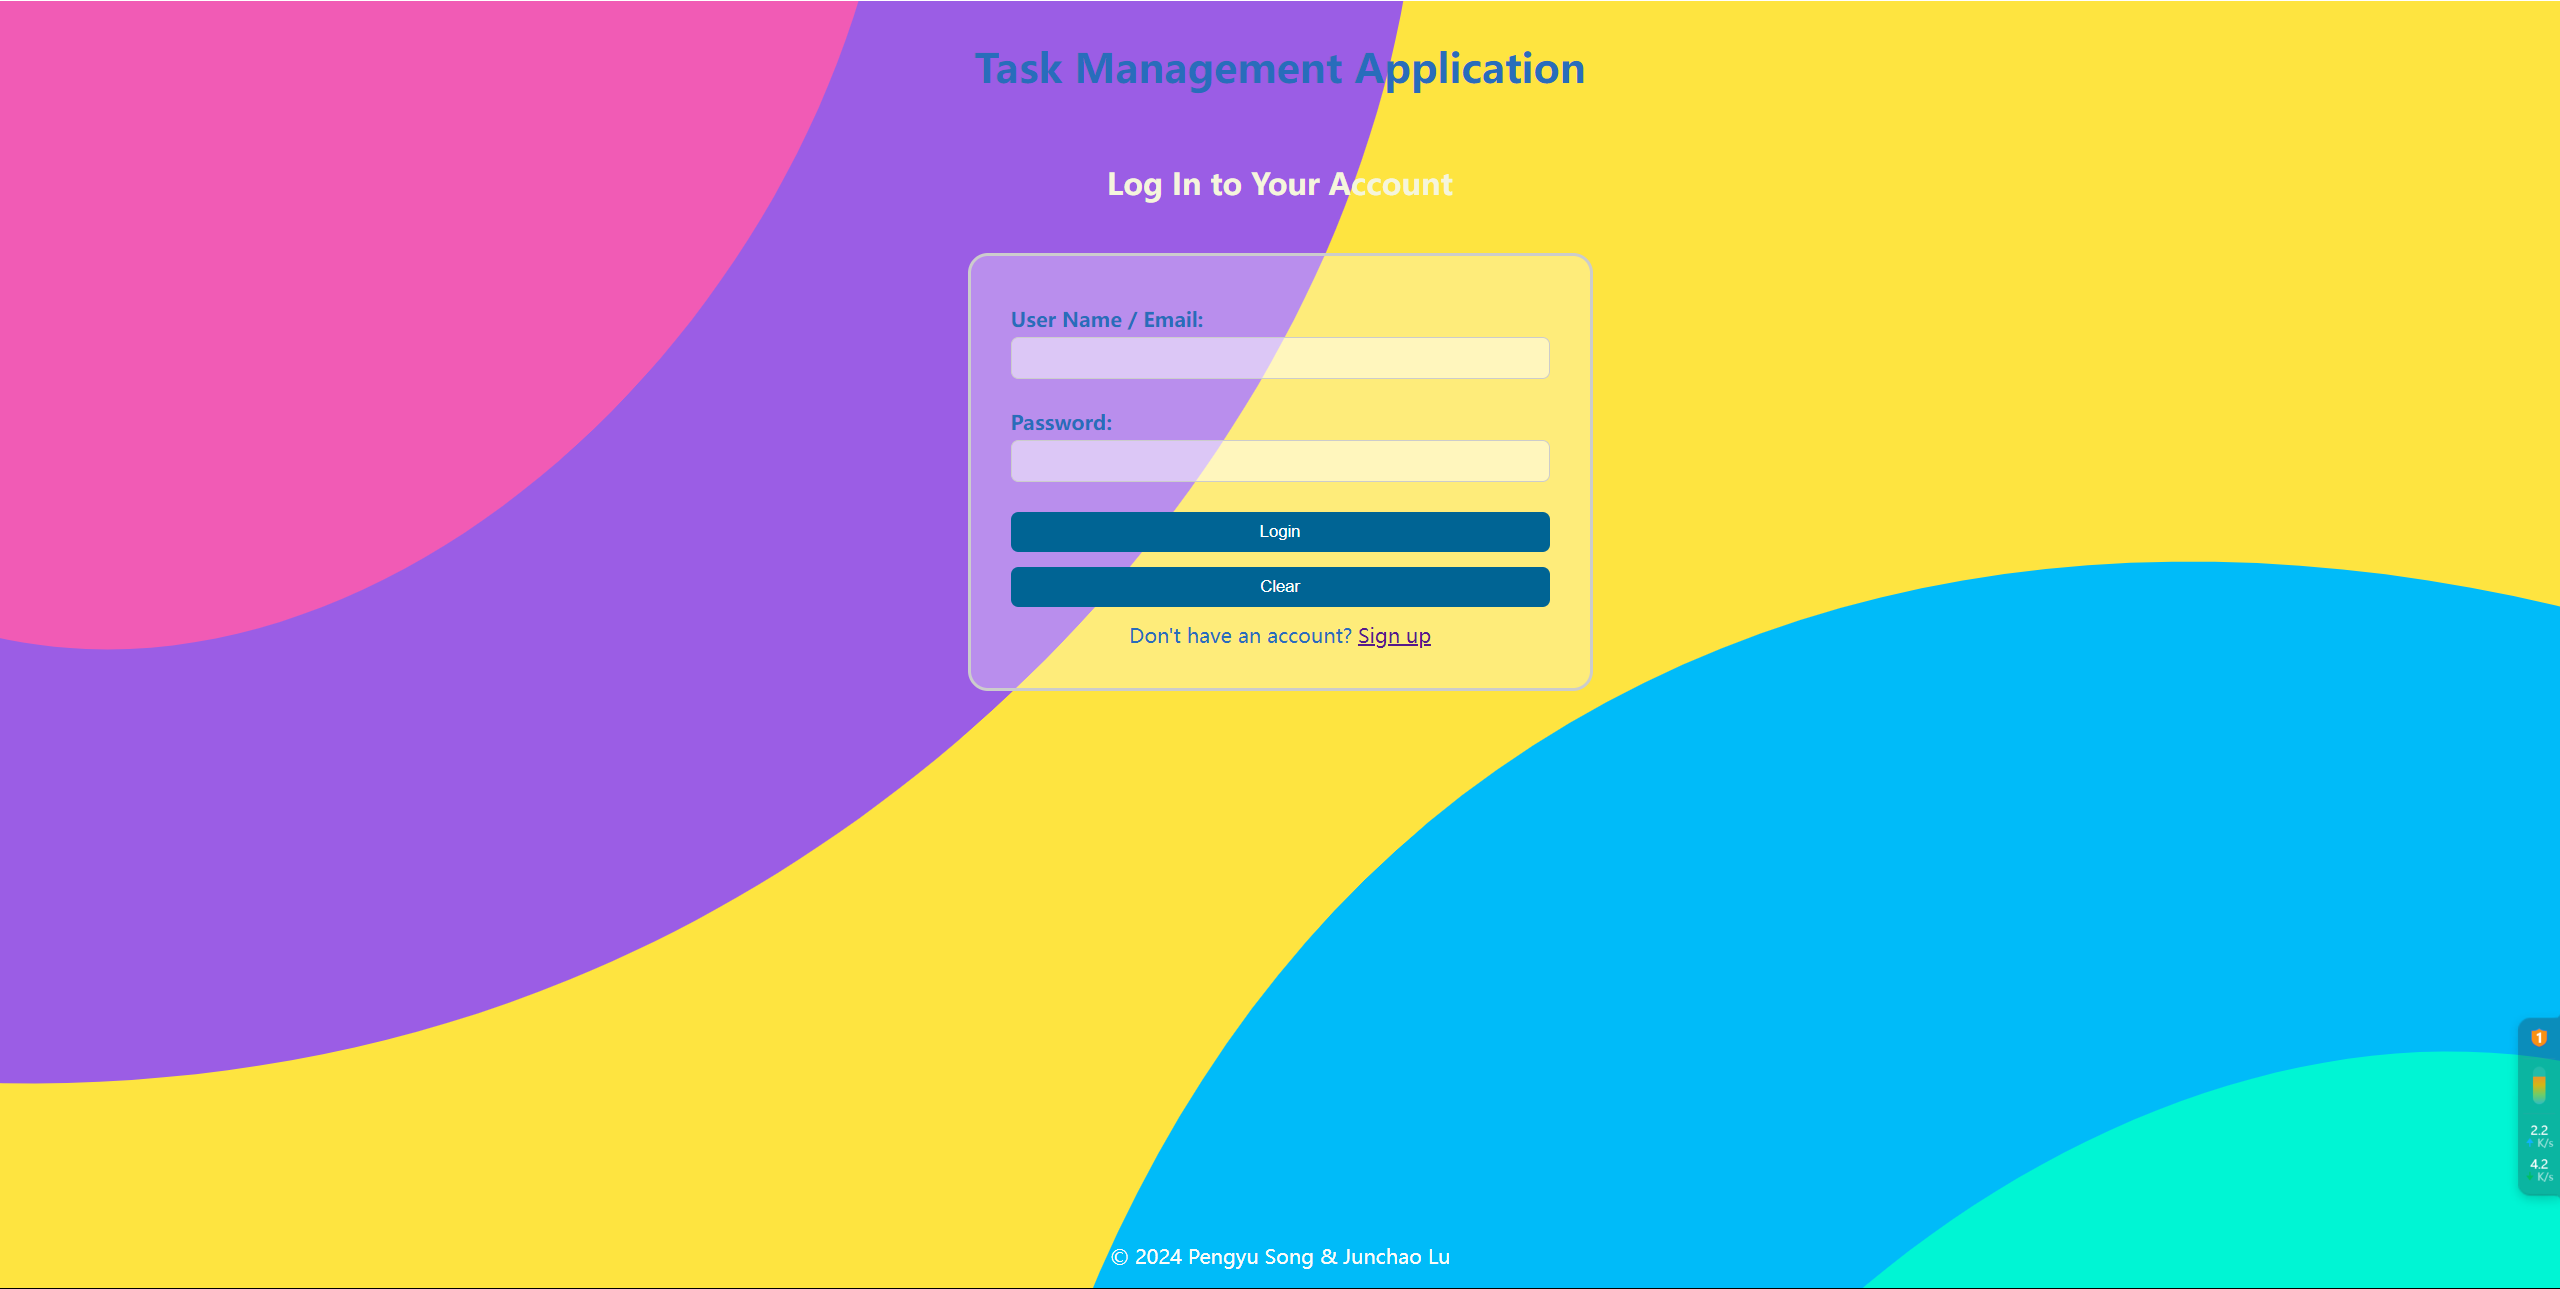 Task Management Application
Log In to Your Account
User Name / Email:
Password:
Login
Clear
Don't have an account? Sign up
1
2.2
K/s
4.2
K/s
© 2024 Pengyu Song & Junchao Lu